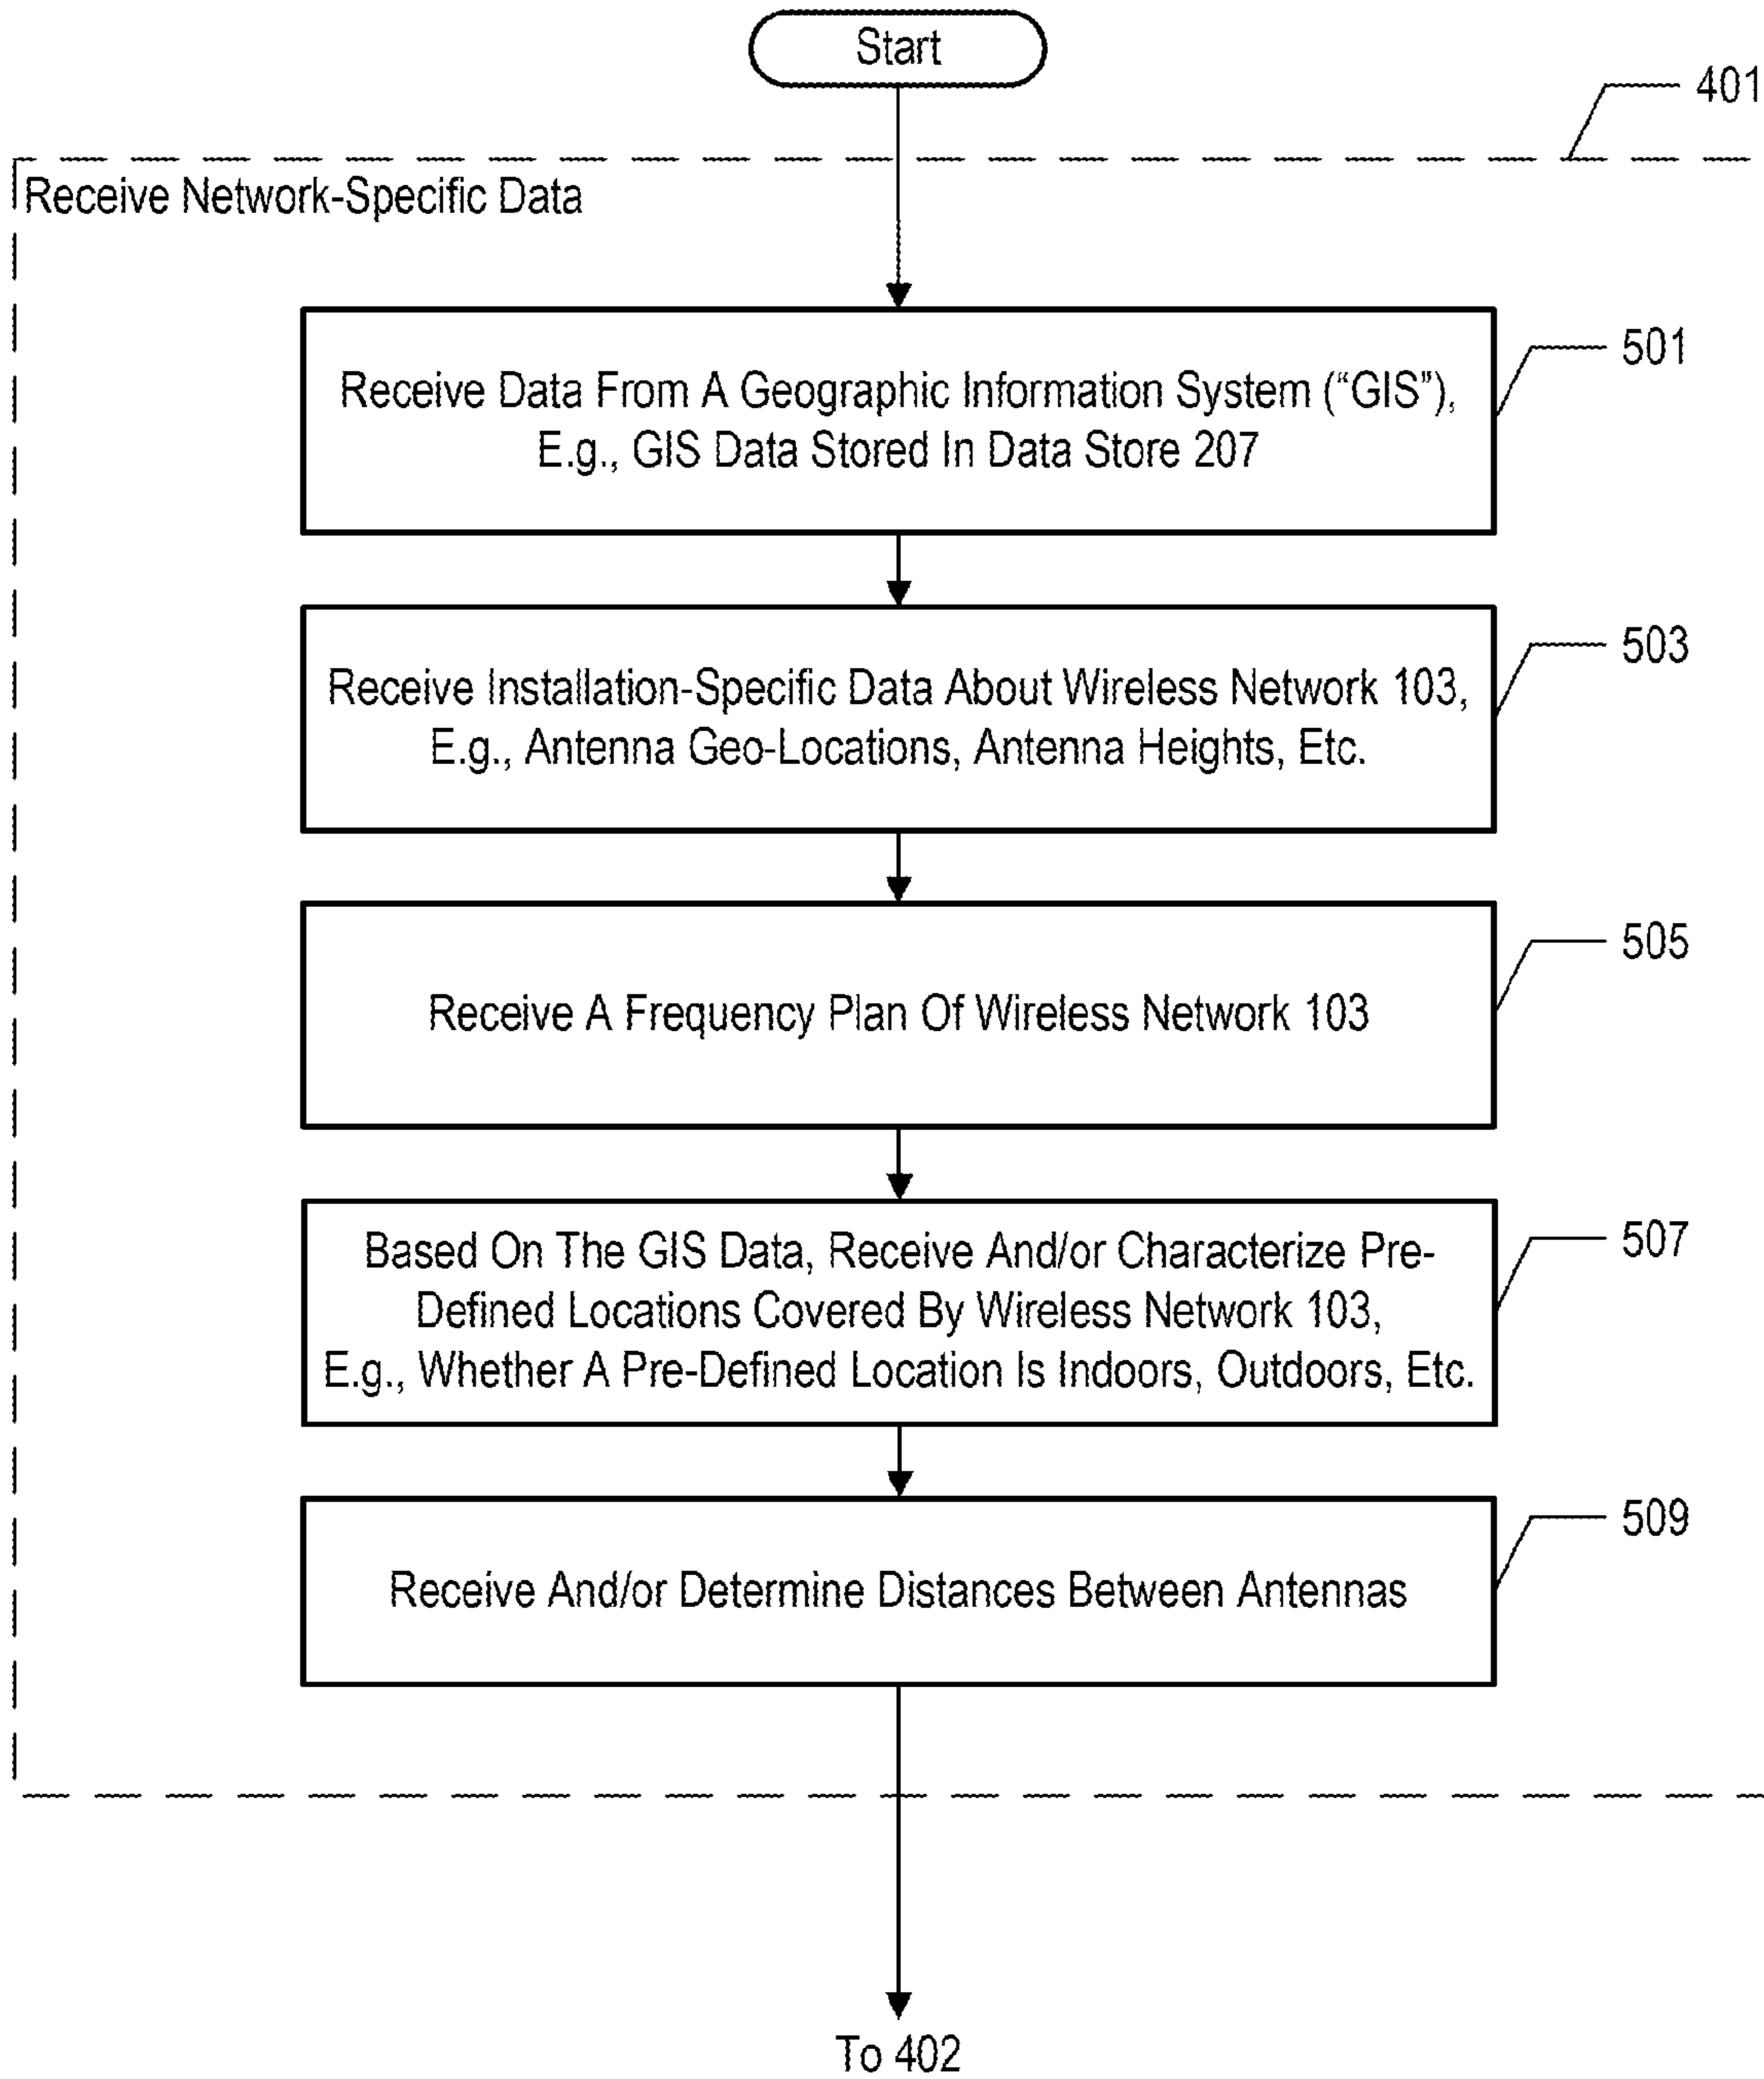 Start
401
Receive Network-Specific Data
501
Receive Data From A Geographic Information System (“GIS”),
E.g., GIS Data Stored In Data Store 207
503
Receive Installation-Specific Data About Wireless Network 103,
E.g., Antenna Geo-Locations, Antenna Heights, Etc.
505
Receive A Frequency Plan Of Wireless Network 103
507
Based On The GIS Data, Receive And/or Characterize Pre-
Defined Locations Covered By Wireless Network 103,
E.g., Whether A Pre-Defined Location Is Indoors, Outdoors, Etc.
509
Receive And/or Determine Distances Between Antennas
To 402